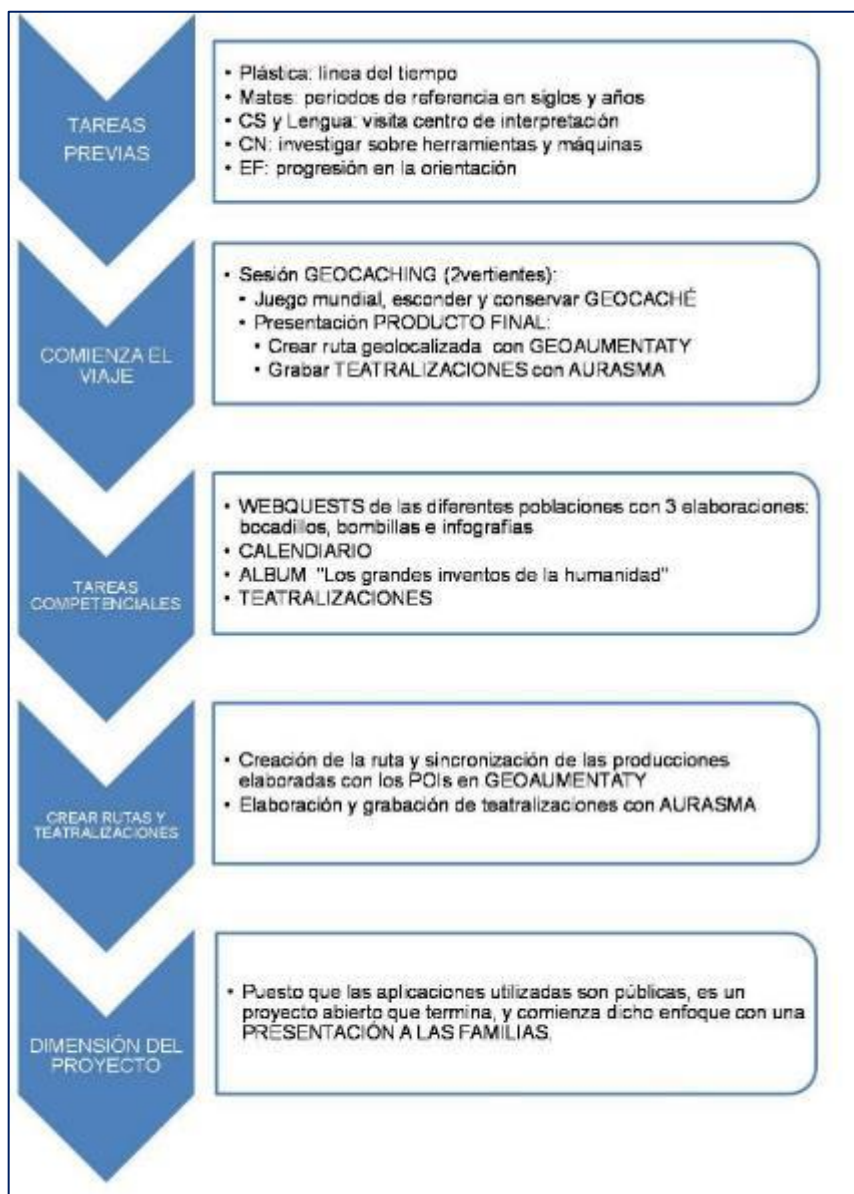 TAREAS
PREVIAS
• Plástica: línea del tiempo
• Mates: periodos de referencia en siglos y años
• CS y Lengua: visita centro de interpretación
• CN: investigar sobre herramientas y máquinas
• EF: progresión en la orientación
COMIENZA EL
VIAJE
• Sesión GEOCACHING (2vertientes):
• Juego mundial, esconder y conservar GEOCACHÉ
• Presentación PRODUCTO FINAL:
• Crear ruta geolocalizada con GEOAUMENTATY
• Grabar TEATRALIZACIONES con AURASMA
TAREAS
COMPETENCIALES
• WEBQUESTS de las diferentes poblaciones con 3 elaboraciones:
bocadillos, bombillas e infografías
• CALENDIARIO
• ALBUM "Los grandes inventos de la humanidad"
• TEATRALIZACIONES
CREAR RUTAS Y
TEATRALIZACIONES
• Creación de la ruta y sincronización de las producciones
elaboradas con los POIs en GEOAUMENTATY
• Elaboración y grabación de teatralizaciones con AURASMA
DIMENSIÓN DEL
PROYECTO
• Puesto que las aplicaciones utilizadas son públicas, es un
proyecto abierto que termina, y comienza dicho enfoque con una
PRESENTACIÓN A LAS FAMILIAS.